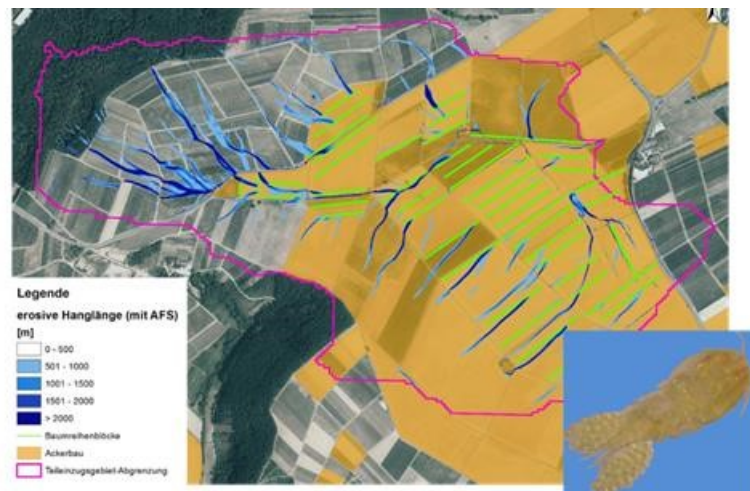 Legende
erosive Hanglänge (mit AFS)
[m]
0 - 500
501 - 1000
1001 - 1500
1501 - 2000
> 2000
Baumreihenblöcke
Ackerbau
Teileinzugsgebiet-Abgrenzung